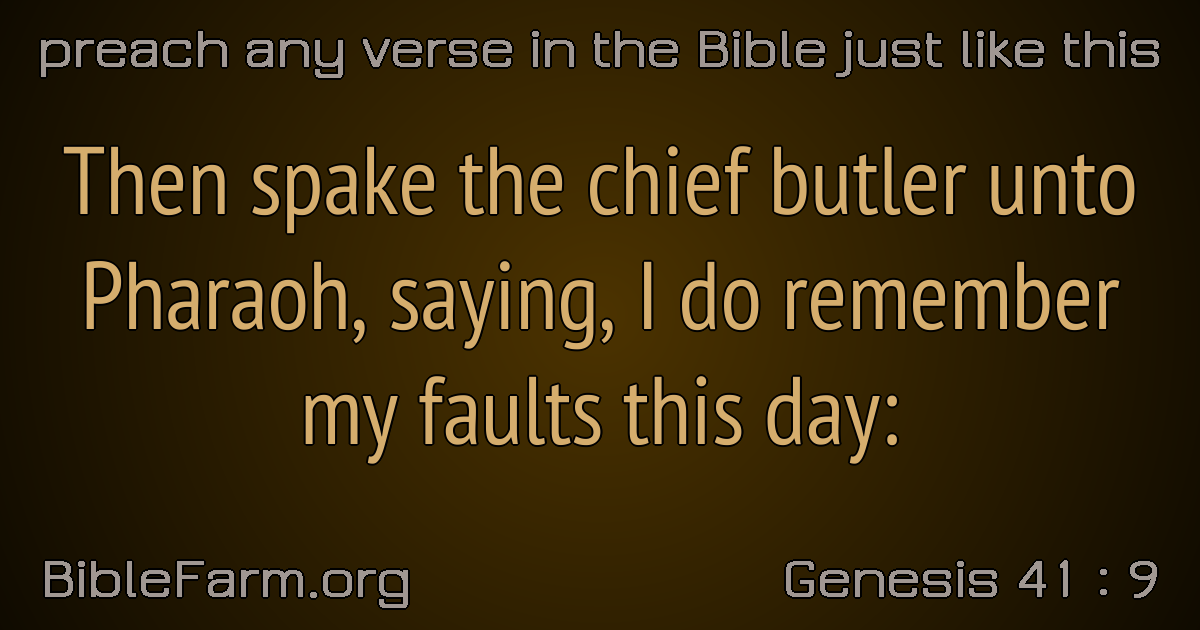 preach any verse in the Bible just like this
Then spake the chief butler unto
Pharaoh, saying, I do remember
my faults this day:
BibleFarm.org
Genesis 41 : 9